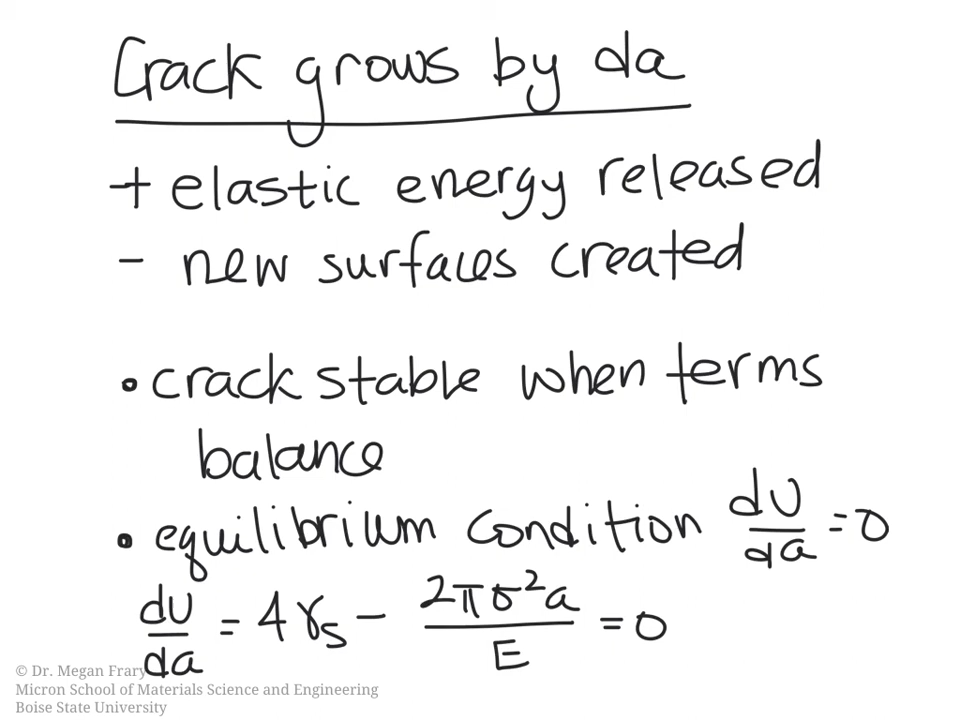 Crack grows by da
+ elastic energy released
- new surfaces created
• crack stable when terms
balance
• equilibrium condition dU/da = 0
dU/da = 4γs - 2πσ²a/E = 0
© Dr. Megan Frary
Micron School of Materials Science and Engineering
Boise State University